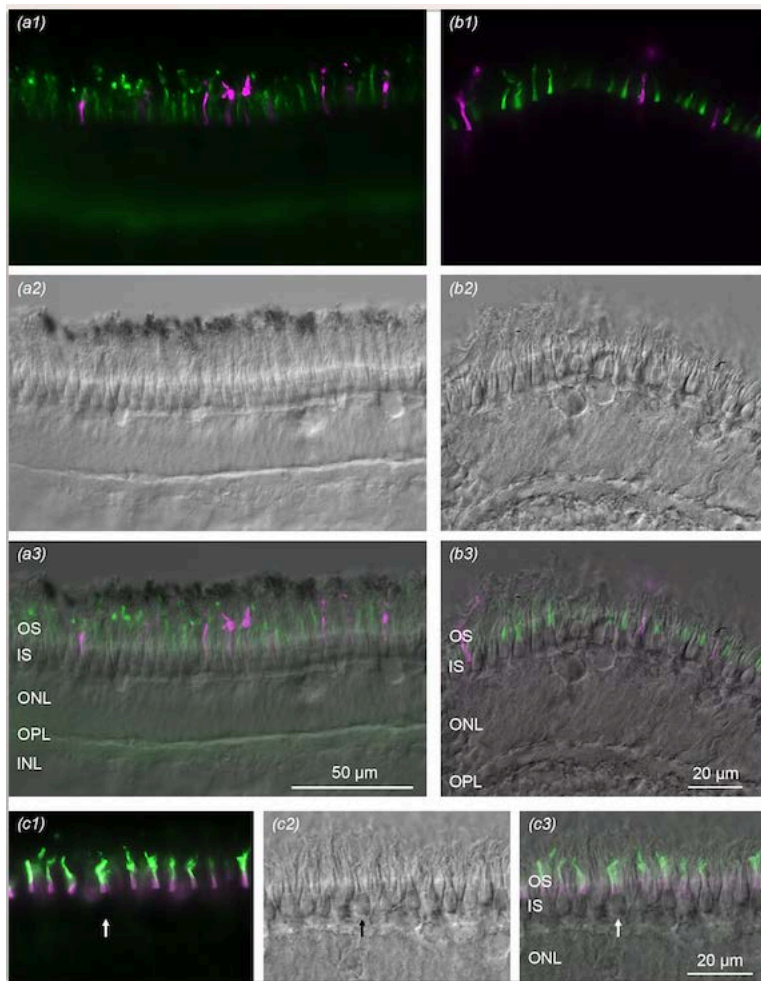 (a1)
(b1)
(a2)
(b2)
(a3)
OS
IS
ONL
OPL
INL
50 μm
(b3)
OS
IS
ONL
OPL
20 μm
(c1)
(c2)
(c3)
OS
IS
ONL
20 μm